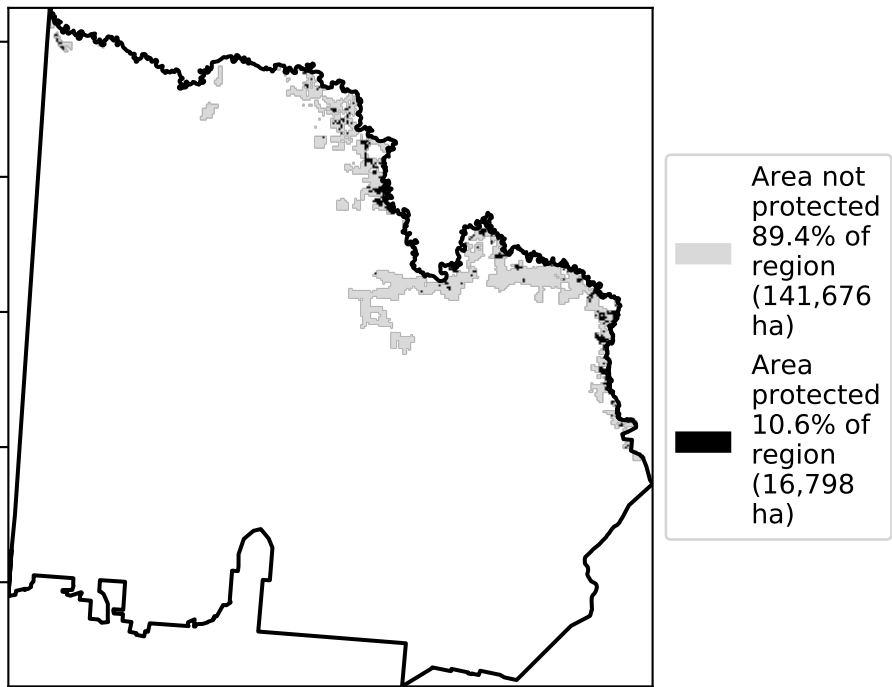 Area not
protected
89.4% of
region
(141,676
ha)
Area
protected
10.6% of
region
(16,798
ha)